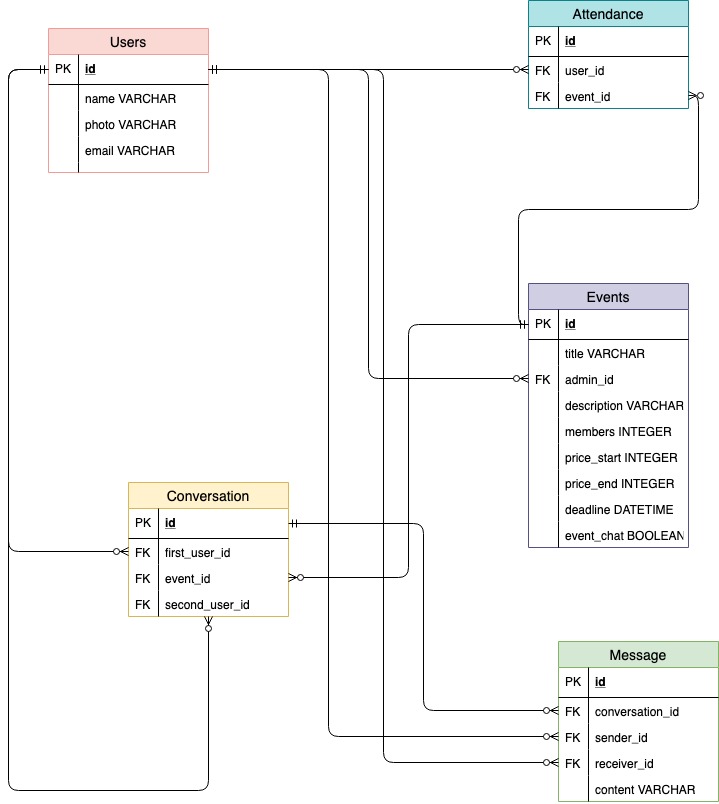 Users
PK id
name VARCHAR
photo VARCHAR
email VARCHAR
Attendance
PK id
FK user_id
FK event_id
Events
PK id
title VARCHAR
FK admin_id
description VARCHAR
members INTEGER
price_start INTEGER
price_end INTEGER
deadline DATETIME
event_chat BOOLEAN
Conversation
PK id
FK first_user_id
FK event_id
FK second_user_id
Message
PK id
FK conversation_id
FK sender_id
FK receiver_id
content VARCHAR